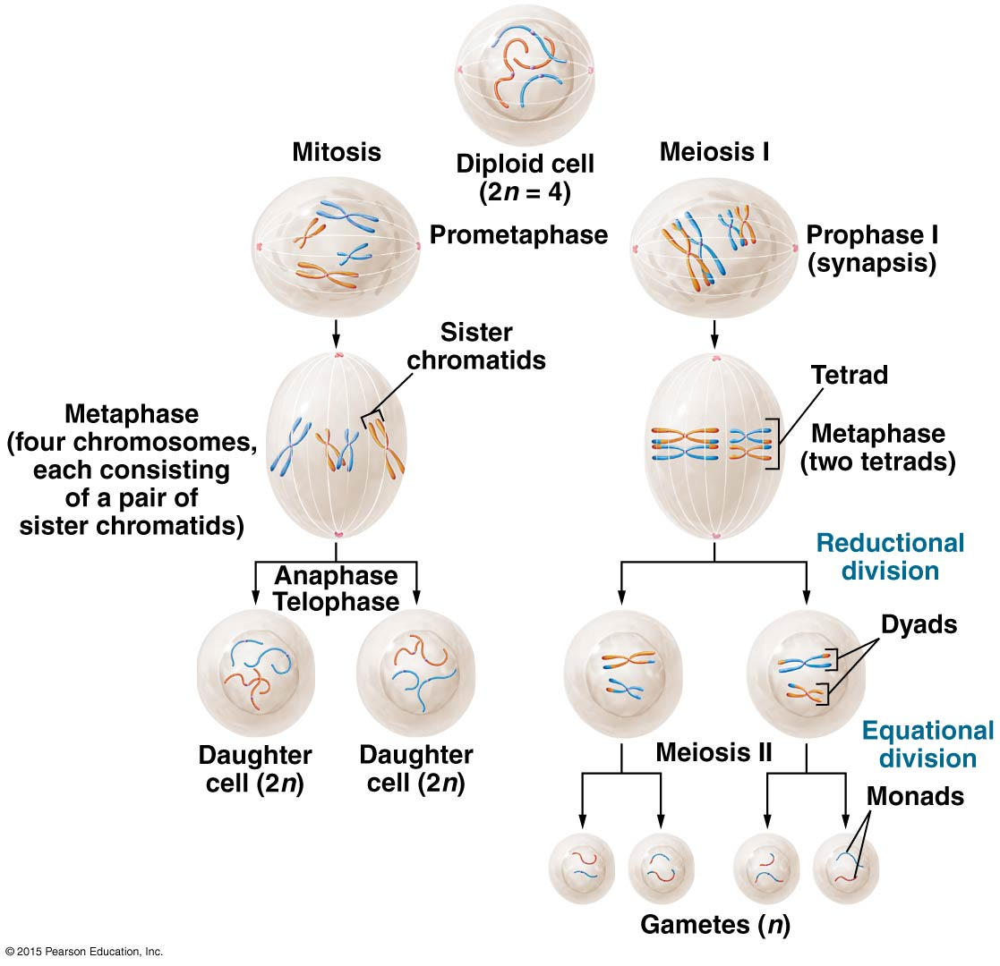 Mitosis
Diploid cell
(2n = 4)
Meiosis I
Prometaphase
Prophase I
(synapsis)
Sister
chromatids
Metaphase
(four chromosomes,
each consisting
of a pair of
sister chromatids)
Tetrad
Metaphase
(two tetrads)
Reductional
division
Anaphase
Telophase
Dyads
Daughter
cell (2n)
Daughter
cell (2n)
Meiosis II
Equational
division
Monads
Gametes (n)
© 2015 Pearson Education, Inc.